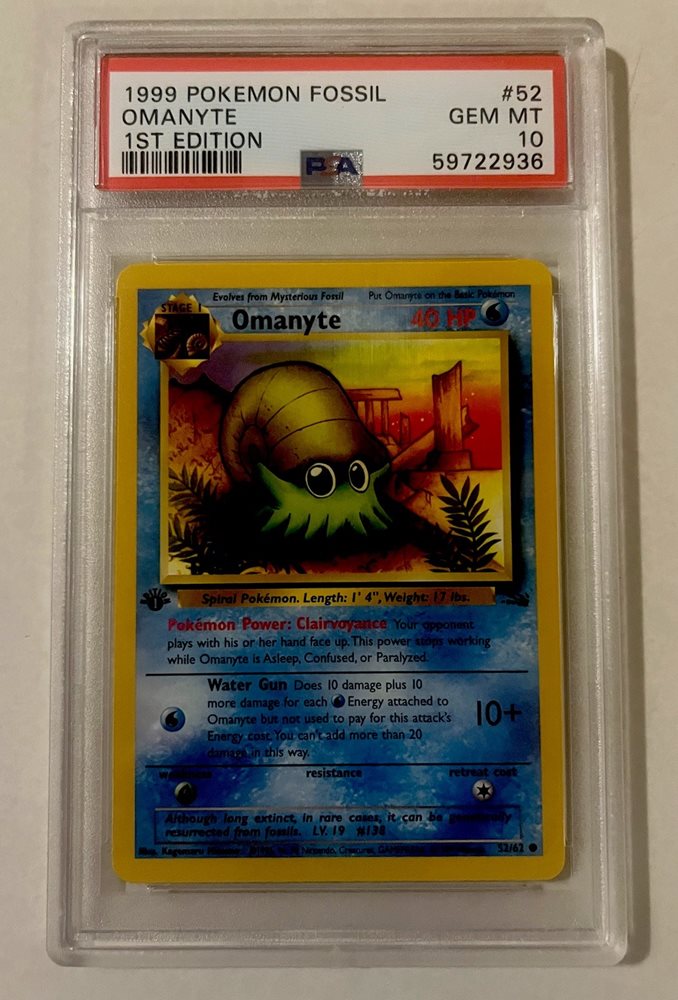 1999 POKEMON FOSSIL #52
OMANYTE GEM MT
1ST EDITION 10
PSA 59722936
Evolves from Mysterious Fossil Put Omanyte on the Basic Pokémon
STAGE 1
Omanyte 40 HP
1
Spiral Pokémon. Length: 1' 4", Weight: 17 lbs.
Pokémon Power: Clairvoyance Your opponent
plays with his or her hand face up. This power stops working
while Omanyte is Asleep, Confused, or Paralyzed.
Water Gun Does 10 damage plus 10
more damage for each Energy attached to
Omanyte but not used to pay for this attack's
Energy cost. You can't add more than 20
damage in this way.
10+
weakness resistance retreat cost
Although long extinct, in rare cases, it can be genetically
resurrected from fossils. LV. 19 #138
Illus. Kagemaru Nintendo, Creatures, 52/62